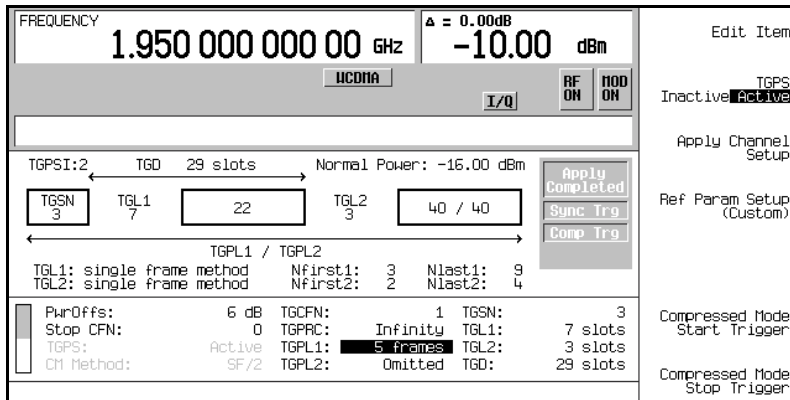 FREQUENCY
1.950 000 000 00 GHz
Δ = 0.00dB
-10.00 dBm
WCDMA
I/Q
RF ON
MOD ON
TGPSI:2 TGD 29 slots Normal Power: -16.00 dBm
TGSN 3
TGL1 7
22
TGL2 3
40 / 40
Apply Completed
Sync Trg
Comp Trg
TGPL1 / TGPL2
TGL1: single frame method Nfirst1: 3 Nlast1: 9
TGL2: single frame method Nfirst2: 2 Nlast2: 4
PwrOffs: 6 dB TGCFN: 1 TGSN: 3
Stop CFN: 0 TGPRC: Infinity TGL1: 7 slots
TGPS: Active TGPL1: 5 frames TGL2: 3 slots
CM Method: SF/2 TGPL2: Omitted TGD: 29 slots
Edit Item
TGPS
Inactive Active
Apply Channel
Setup
Ref Param Setup
(Custom)
Compressed Mode
Start Trigger
Compressed Mode
Stop Trigger